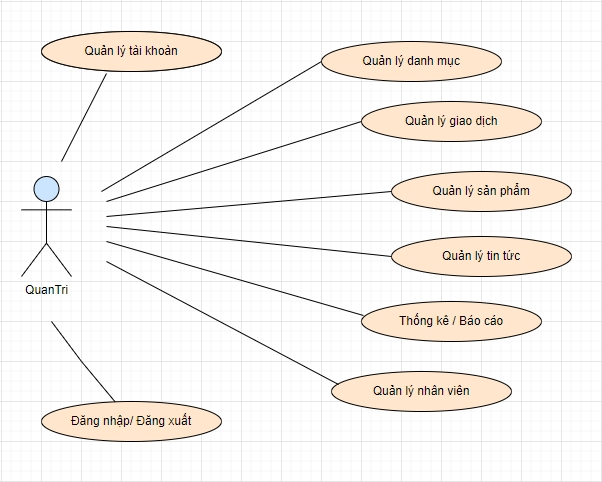 Quản lý tài khoản
Quản lý danh mục
Quản lý giao dịch
Quản lý sản phẩm
Quản lý tin tức
QuanTri
Thống kê / Báo cáo
Quản lý nhân viên
Đăng nhập/ Đăng xuất